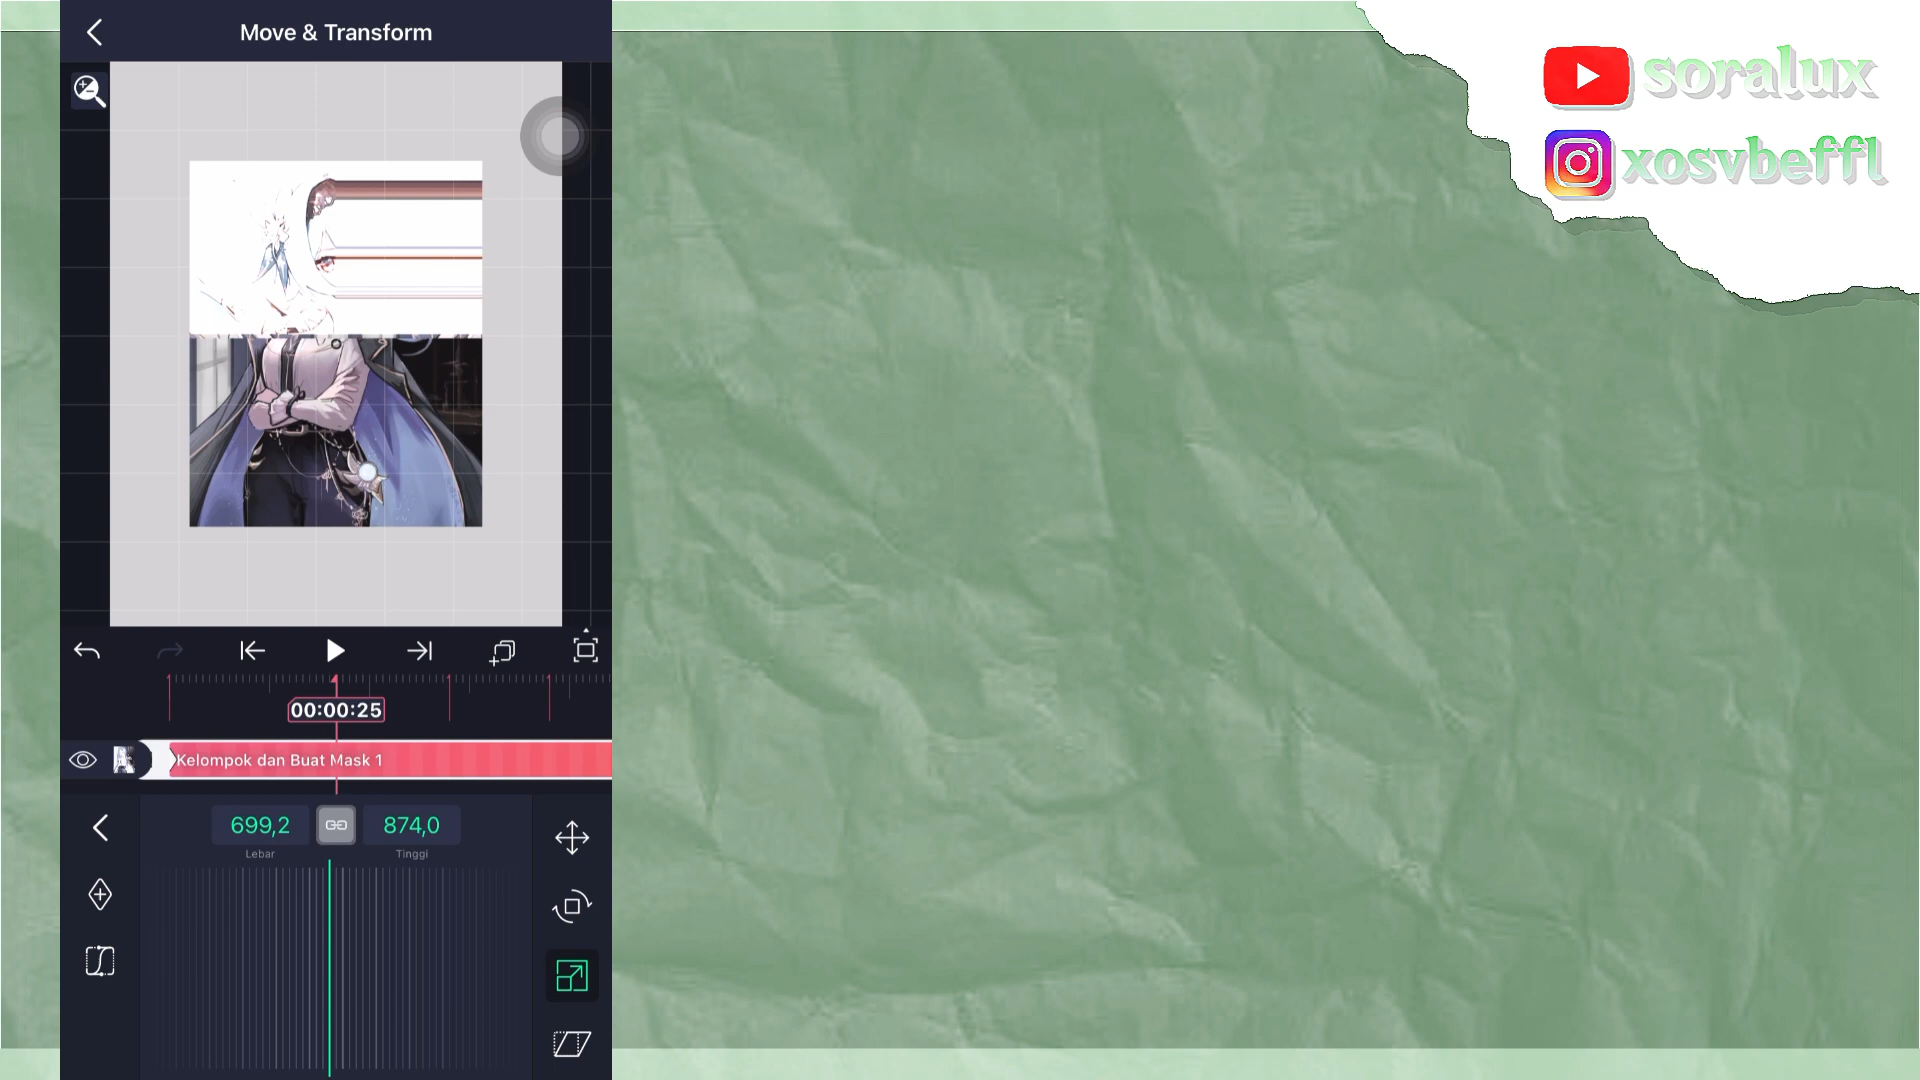 Move & Transform
soralux
xosvbeffl
00:00:25
Kelompok dan Buat Mask 1
699,2 874,0
Lebar Tinggi